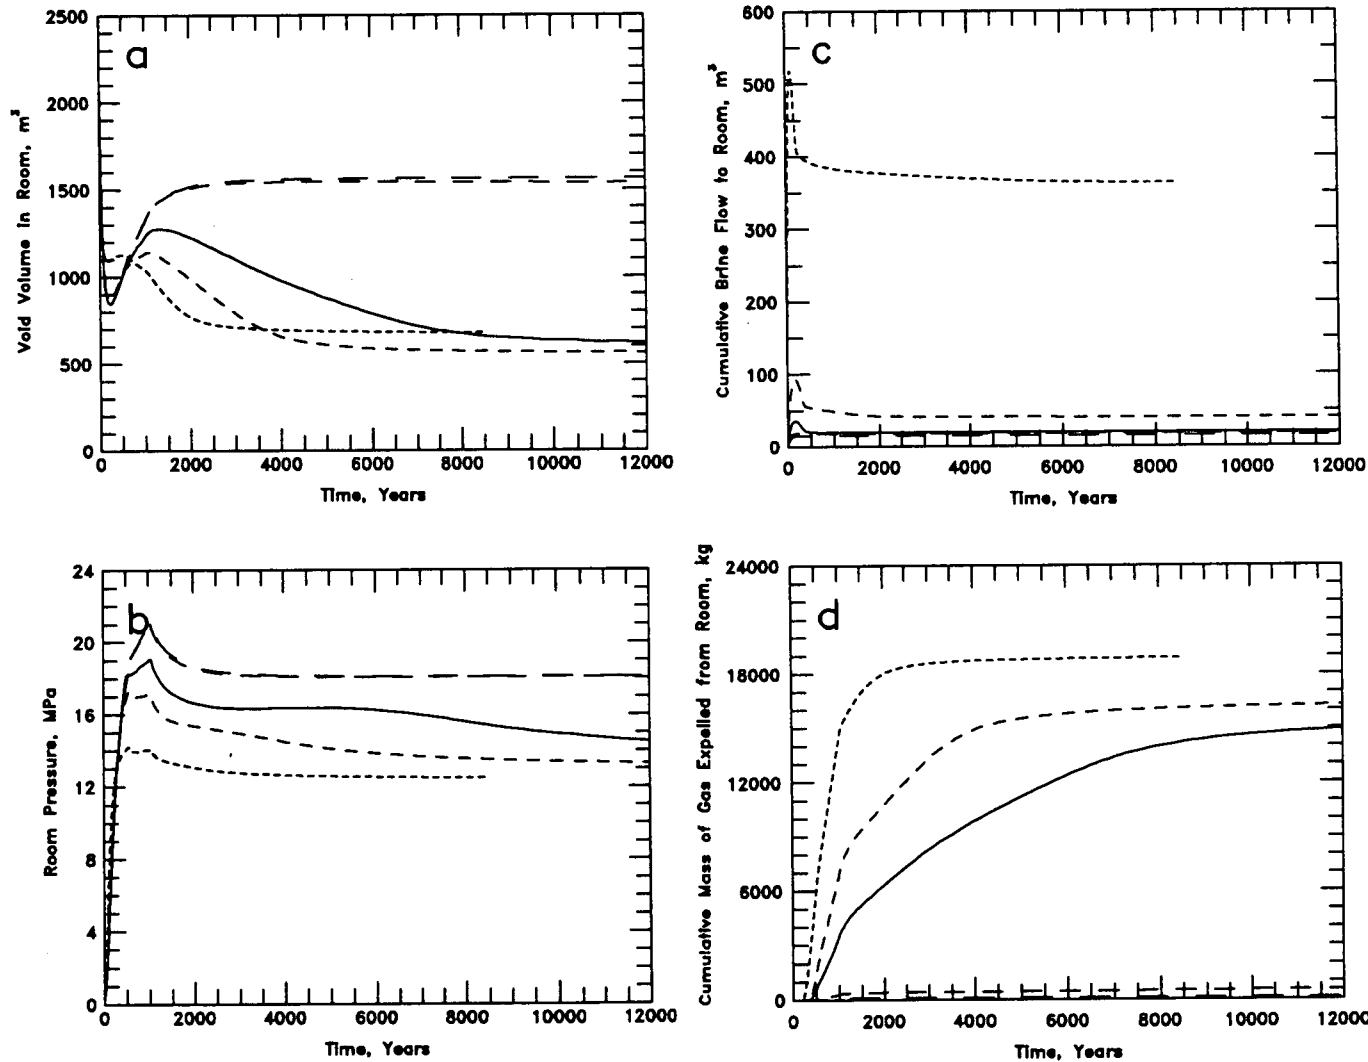 a
Void Volume in Room, m³
2500
2000
1500
1000
500
0
0 2000 4000 6000 8000 10000 12000
Time, Years
c
Cumulative Brine Flow to Room, m³
600
500
400
300
200
100
0
0 2000 4000 6000 8000 10000 12000
Time, Years
b
Room Pressure, MPa
24
20
16
12
8
4
0
0 2000 4000 6000 8000 10000 12000
Time, Years
d
Cumulative Mass of Gas Expelled from Room, kg
24000
18000
12000
6000
0
0 2000 4000 6000 8000 10000 12000
Time, Years